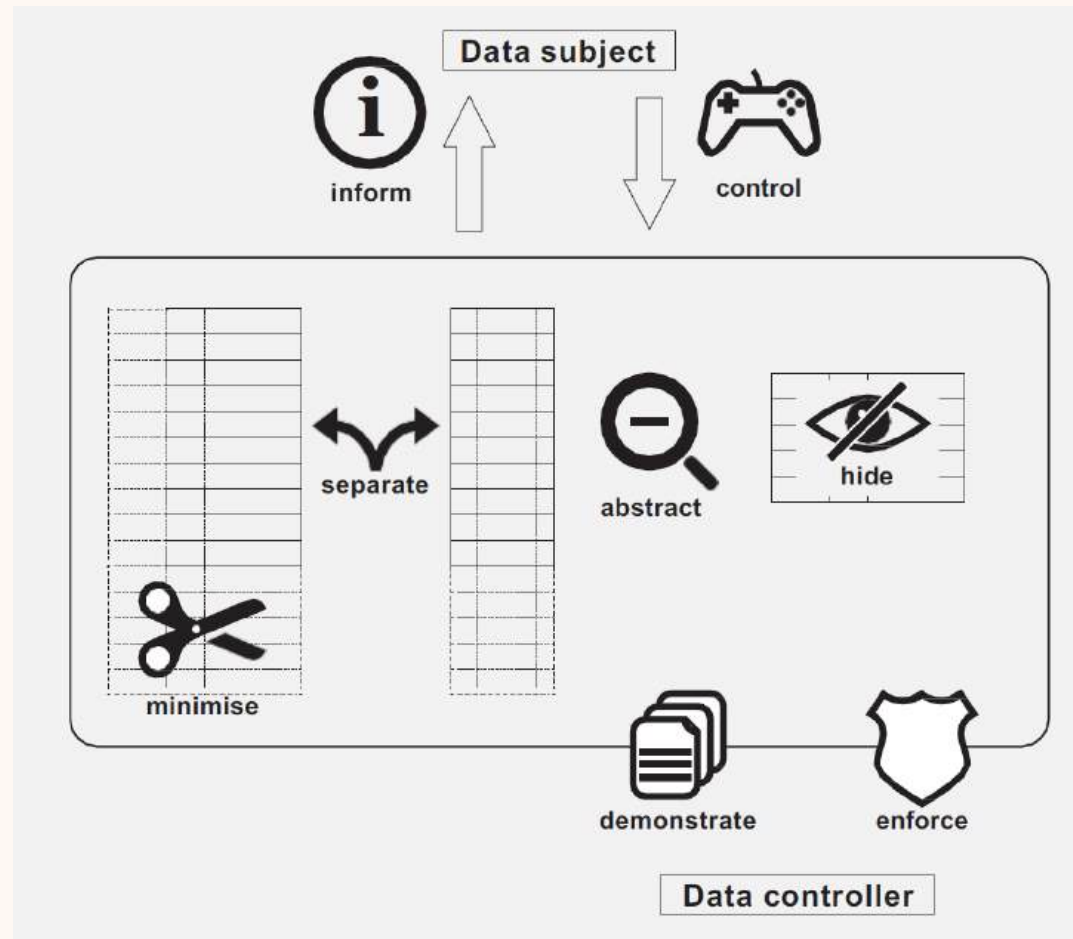 Data subject
i
inform
control
separate
abstract
hide
minimise
demonstrate
enforce
Data controller